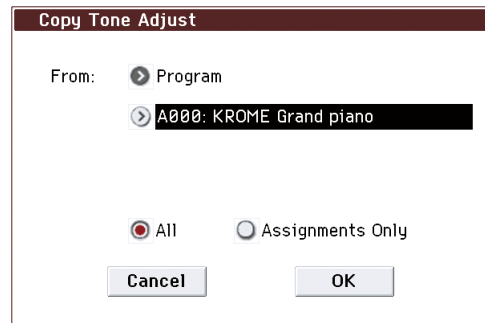 Copy Tone Adjust
From: Program
A000: KROME Grand piano
All Assignments Only
Cancel OK